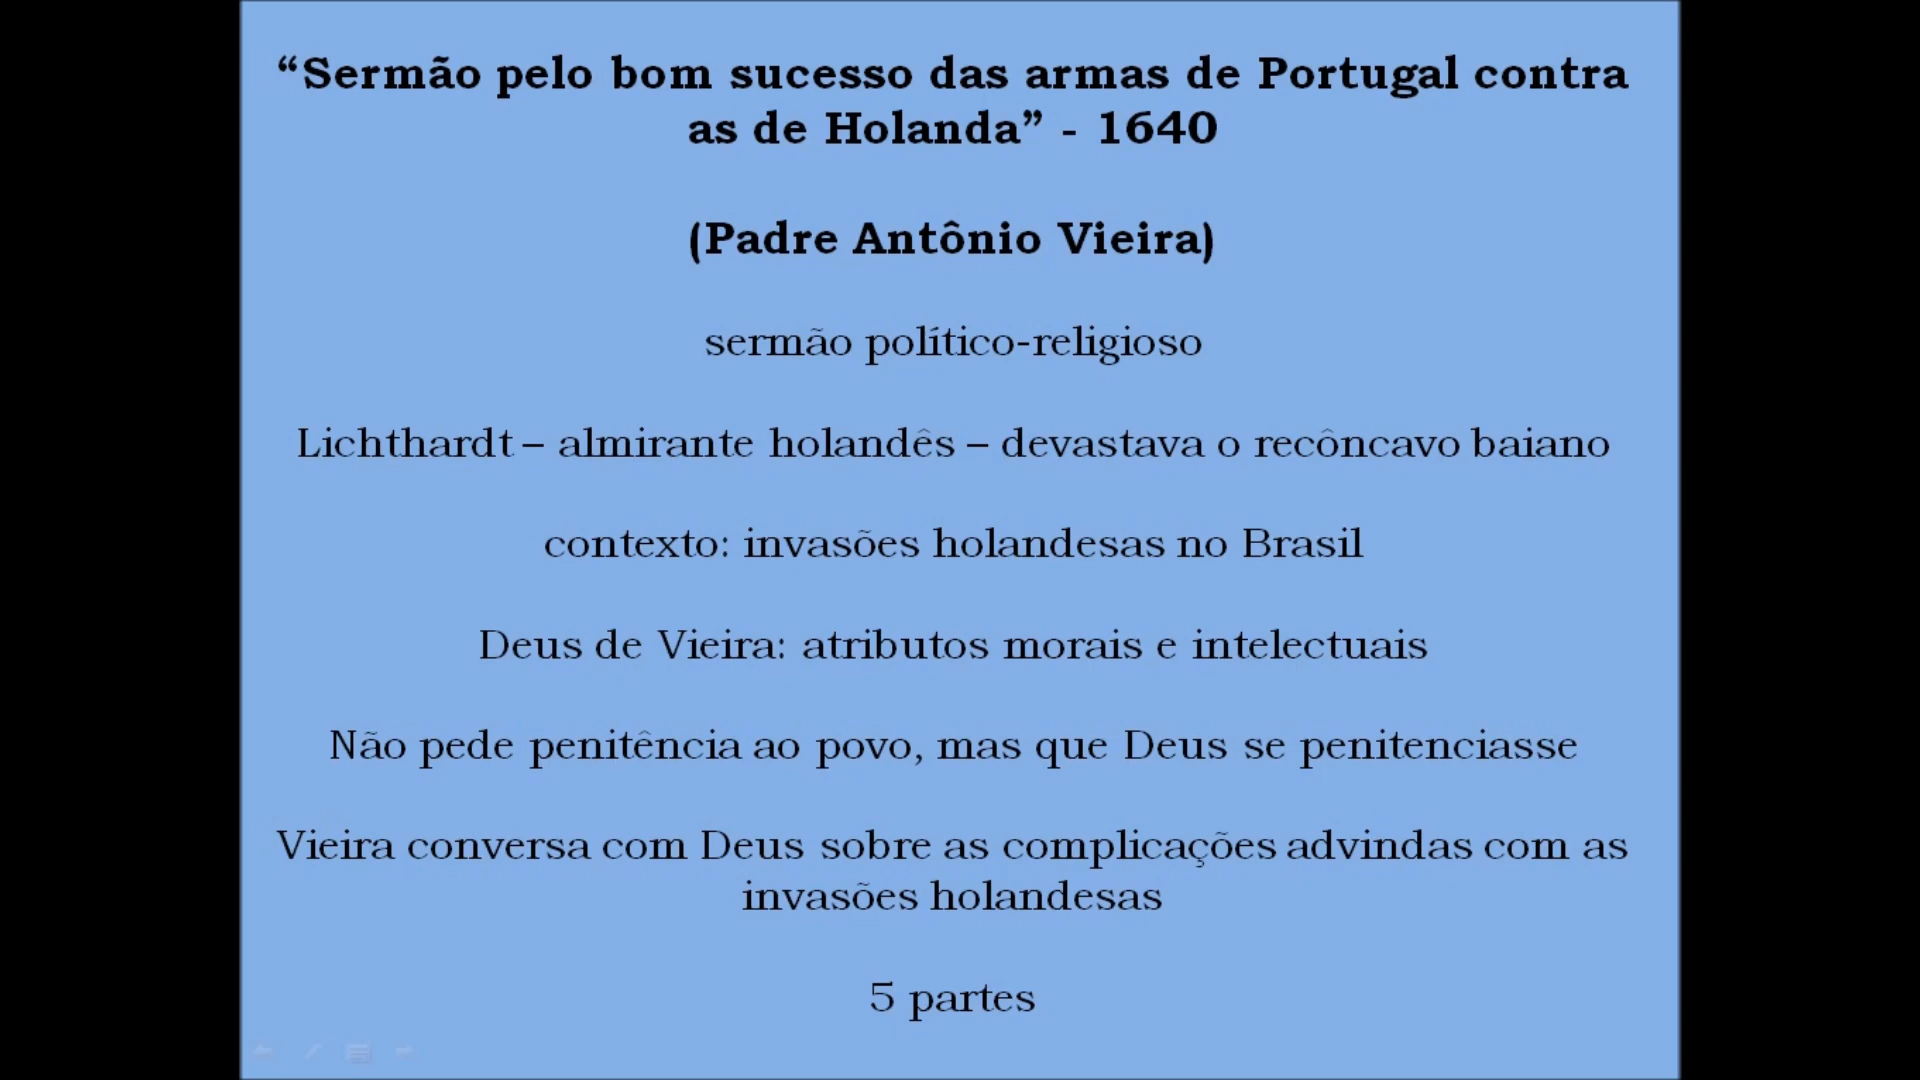 “Sermão pelo bom sucesso das armas de Portugal contra
as de Holanda” - 1640
(Padre Antônio Vieira)
sermão político-religioso
Lichthardt – almirante holandês – devastava o recôncavo baiano
contexto: invasões holandesas no Brasil
Deus de Vieira: atributos morais e intelectuais
Não pede penitência ao povo, mas que Deus se penitenciasse
Vieira conversa com Deus sobre as complicações advindas com as
invasões holandesas
5 partes